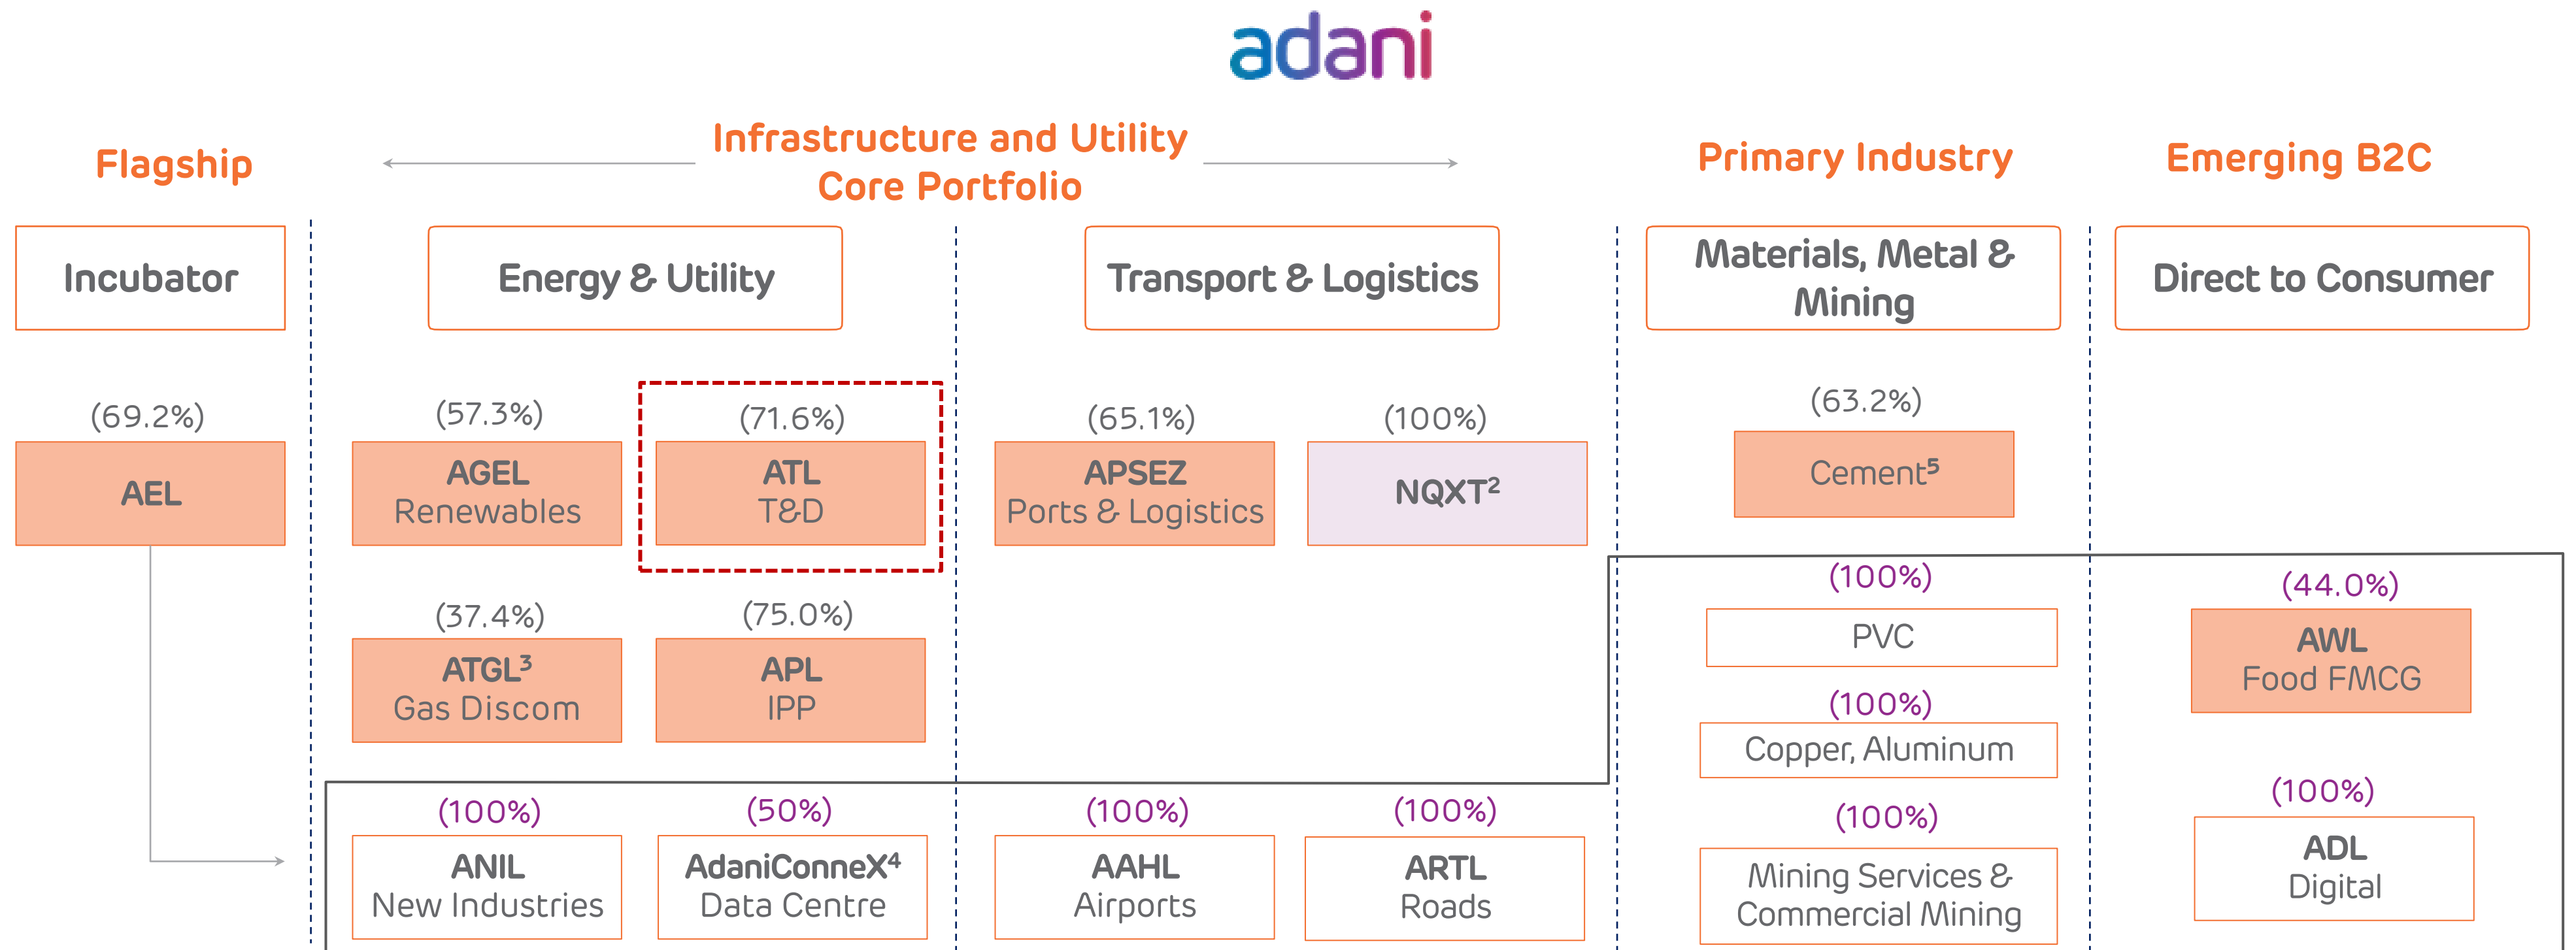 adani
Flagship
Infrastructure and Utility
Core Portfolio
Primary Industry
Emerging B2C
Incubator
Energy & Utility
Transport & Logistics
Materials, Metal &
Mining
Direct to Consumer
(69.2%)
AEL
(57.3%)
AGEL
Renewables
(71.6%)
ATL
T&D
(65.1%)
APSEZ
Ports & Logistics
(100%)
NQXT²
(63.2%)
Cement⁵
(37.4%)
ATGL³
Gas Discom
(75.0%)
APL
IPP
(100%)
PVC
(44.0%)
AWL
Food FMCG
(100%)
Copper, Aluminum
(100%)
ANIL
New Industries
(50%)
AdaniConneX⁴
Data Centre
(100%)
AAHL
Airports
(100%)
ARTL
Roads
(100%)
Mining Services &
Commercial Mining
(100%)
ADL
Digital